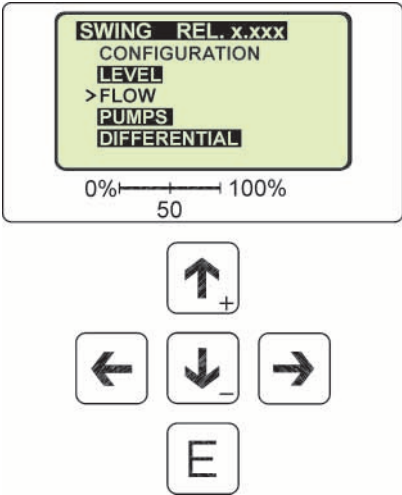 SWING REL. x.xxx
CONFIGURATION
LEVEL
>FLOW
PUMPS
DIFFERENTIAL
0% 100%
50
+
-
E